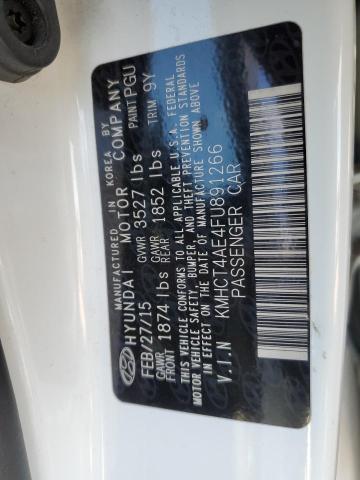 MANUFACTURED IN KOREA BY
HYUNDAI MOTOR COMPANY
FEB/27/15 GVWR 3527 lbs PAINT PGU
GAWR FRONT 1874 lbs GAWR REAR 1852 lbs TRIM 9Y
THIS VEHICLE CONFORMS TO ALL APPLICABLE U.S.A. FEDERAL
MOTOR VEHICLE SAFETY, BUMPER, AND THEFT PREVENTION STANDARDS
IN EFFECT ON THE DATE OF MANUFACTURE SHOWN ABOVE
V.I.N KMHCT4AE4FU891266
PASSENGER CAR